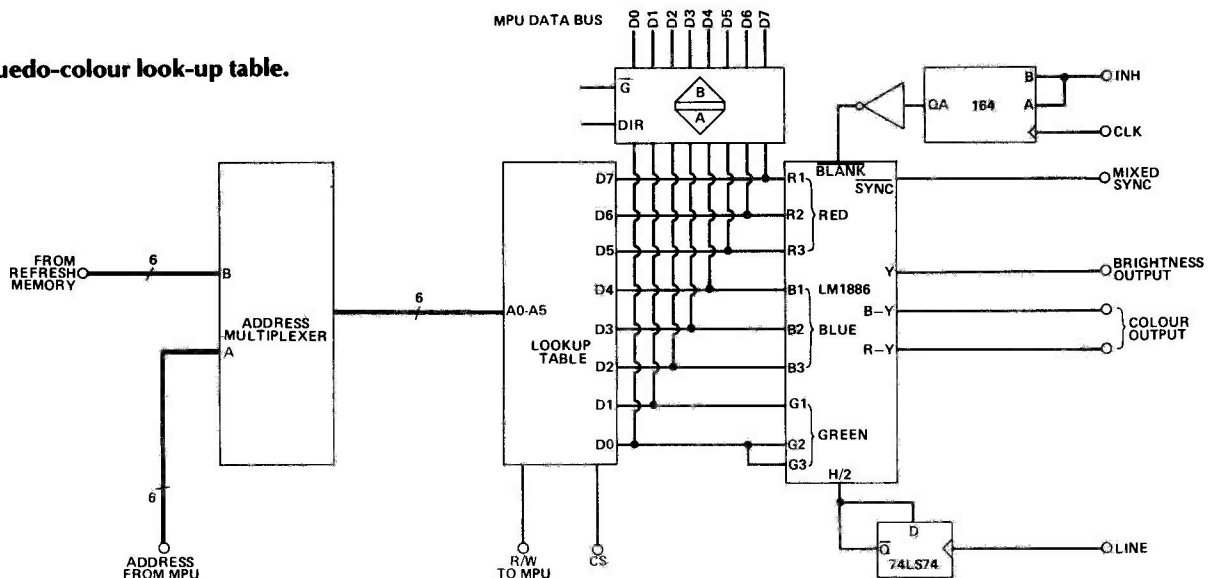 MPU DATA BUS
D0 D1 D2 D3 D4 D5 D6 D7
uedo-colour look-up table.
G
DIR
B
A
QA
164
B
A
INH
CLK
BLANK
SYNC
MIXED
SYNC
FROM
REFRESH
MEMORY
6
B
ADDRESS
MULTIPLEXER
A
6
ADDRESS
FROM MPU
6
A0-A5
LOOKUP
TABLE
D7
D6
D5
D4
D3
D2
D1
D0
R/W
TO MPU
CS
R1
R2
R3
RED
B1
B2
B3
BLUE
LM1886
G1
G2
G3
GREEN
H/2
Y
B-Y
R-Y
BRIGHTNESS
OUTPUT
COLOUR
OUTPUT
D
Q
74LS74
LINE